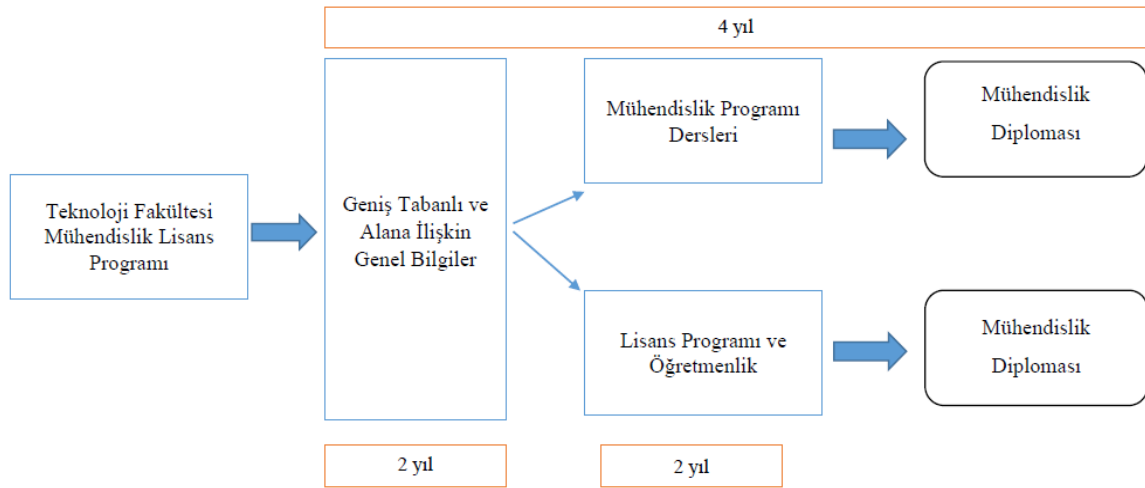 4 yıl
Teknoloji Fakültesi
Mühendislik Lisans
Programı
Geniş Tabanlı ve
Alana İlişkin
Genel Bilgiler
Mühendislik Programı
Dersleri
Mühendislik
Diploması
Lisans Programı ve
Öğretmenlik
Mühendislik
Diploması
2 yıl
2 yıl